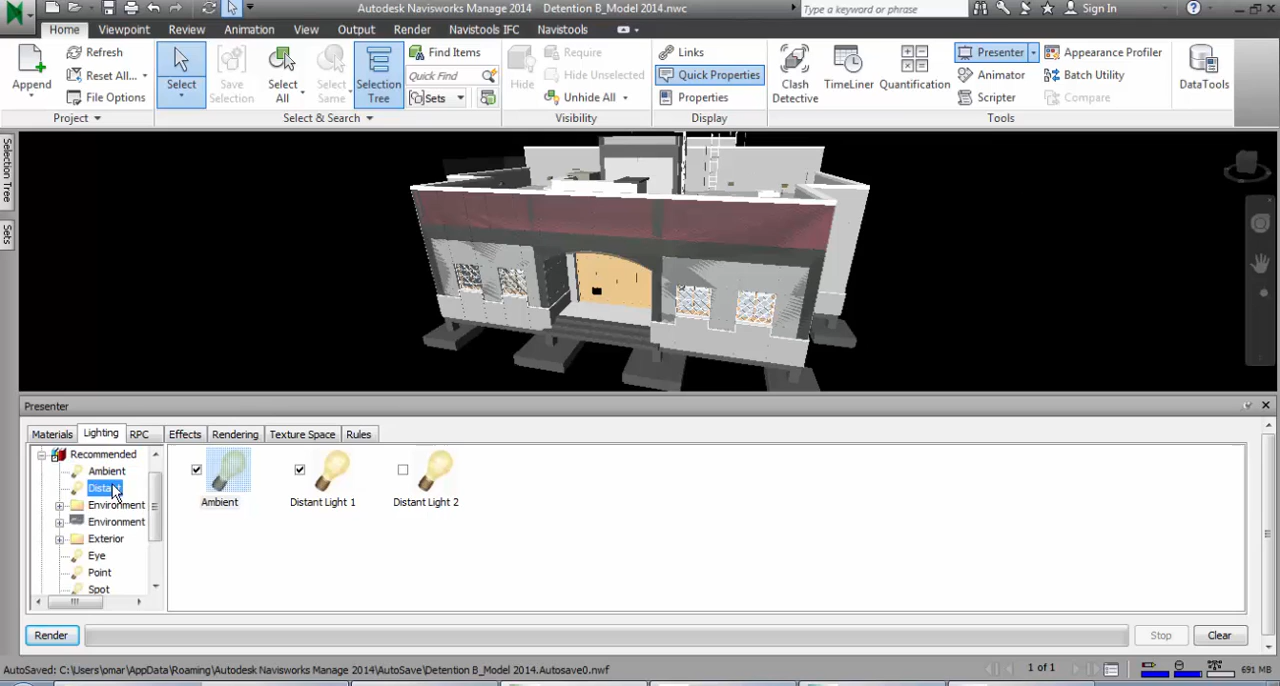 Autodesk Navisworks Manage 2014 Detention B_Model 2014.nwc
Type a keyword or phrase
Sign In
Home Viewpoint Review Animation View Output Render Navistools IFC Navistools
Append
Refresh
Reset All...
File Options
Project
Select
Save Selection
Select All
Select Same
Selection Tree
Find Items
Quick Find
Sets
Select & Search
Hide
Require
Hide Unselected
Unhide All
Visibility
Links
Quick Properties
Properties
Display
Clash Detective
TimeLiner
Quantification
Presenter
Animator
Scripter
Appearance Profiler
Batch Utility
Compare
Tools
DataTools
Selection Tree
Sets
Presenter
Materials Lighting RPC Effects Rendering Texture Space Rules
Recommended
Ambient
Distant
Environment
Environment
Exterior
Eye
Point
Spot
Ambient
Distant Light 1
Distant Light 2
Render
Stop
Clear
AutoSaved: C:\Users\omar\AppData\Roaming\Autodesk Navisworks Manage 2014\AutoSave\Detention B_Model 2014.Autosave0.nwf
1 of 1
691 MB